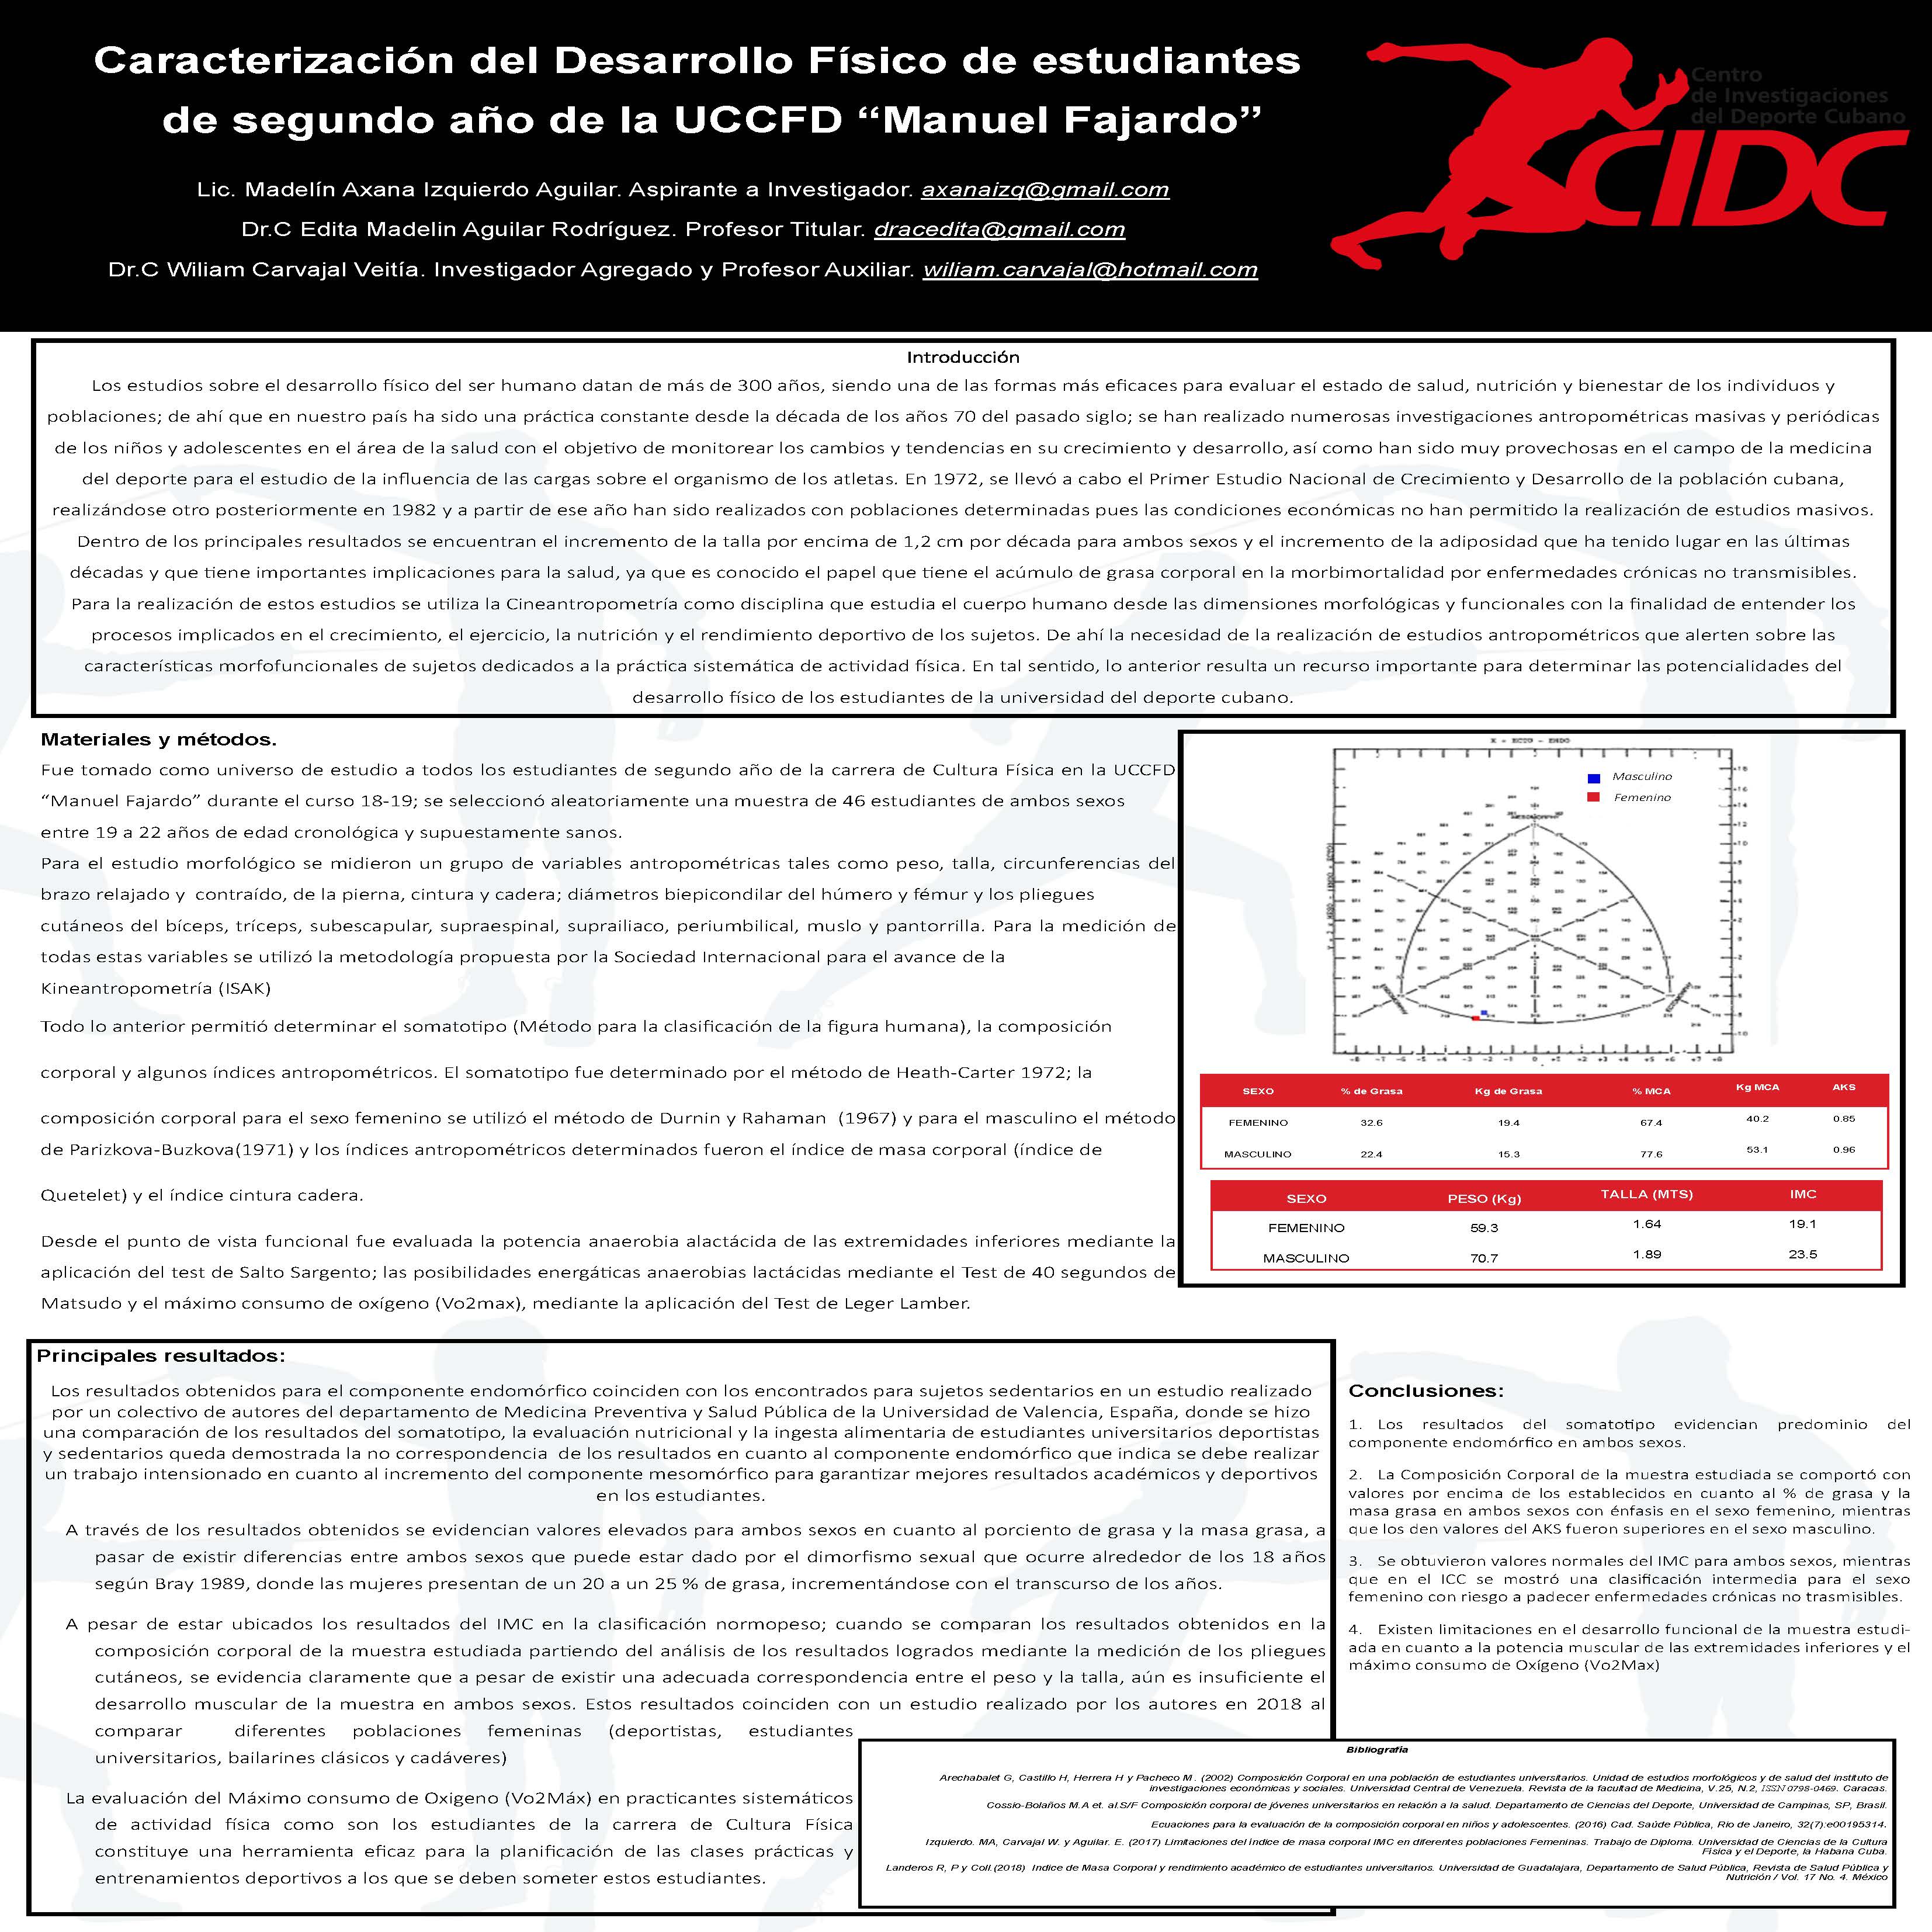 Caracterización del Desarrollo Físico de estudiantes
de segundo año de la UCCFD “Manuel Fajardo”
Lic. Madelín Axana Izquierdo Aguilar. Aspirante a Investigador. axanaizq@gmail.com
Dr.C Edita Madelin Aguilar Rodríguez. Profesor Titular. dracedita@gmail.com
Dr.C Wiliam Carvajal Veitía. Investigador Agregado y Profesor Auxiliar. wiliam.carvajal@hotmail.com
Centro
de Investigaciones
del Deporte Cubano
CIDC
Introducción
Los estudios sobre el desarrollo físico del ser humano datan de más de 300 años, siendo una de las formas más eficaces para evaluar el estado de salud, nutrición y bienestar de los individuos y
poblaciones; de ahí que en nuestro país ha sido una práctica constante desde la década de los años 70 del pasado siglo; se han realizado numerosas investigaciones antropométricas masivas y periódicas
de los niños y adolescentes en el área de la salud con el objetivo de monitorear los cambios y tendencias en su crecimiento y desarrollo, así como han sido muy provechosas en el campo de la medicina
del deporte para el estudio de la influencia de las cargas sobre el organismo de los atletas. En 1972, se llevó a cabo el Primer Estudio Nacional de Crecimiento y Desarrollo de la población cubana,
realizándose otro posteriormente en 1982 y a partir de ese año han sido realizados con poblaciones determinadas pues las condiciones económicas no han permitido la realización de estudios masivos.
Dentro de los principales resultados se encuentran el incremento de la talla por encima de 1,2 cm por década para ambos sexos y el incremento de la adiposidad que ha tenido lugar en las últimas
décadas y que tiene importantes implicaciones para la salud, ya que es conocido el papel que tiene el acúmulo de grasa corporal en la morbimortalidad por enfermedades crónicas no transmisibles.
Para la realización de estos estudios se utiliza la Cineantropometría como disciplina que estudia el cuerpo humano desde las dimensiones morfológicas y funcionales con la finalidad de entender los
procesos implicados en el crecimiento, el ejercicio, la nutrición y el rendimiento deportivo de los sujetos. De ahí la necesidad de la realización de estudios antropométricos que alerten sobre las
características morfofuncionales de sujetos dedicados a la práctica sistemática de actividad física. En tal sentido, lo anterior resulta un recurso importante para determinar las potencialidades del
desarrollo físico de los estudiantes de la universidad del deporte cubano.
Materiales y métodos.
Fue tomado como universo de estudio a todos los estudiantes de segundo año de la carrera de Cultura Física en la UCCFD
“Manuel Fajardo” durante el curso 18-19; se seleccionó aleatoriamente una muestra de 46 estudiantes de ambos sexos
entre 19 a 22 años de edad cronológica y supuestamente sanos.
Para el estudio morfológico se midieron un grupo de variables antropométricas tales como peso, talla, circunferencias del
brazo relajado y contraído, de la pierna, cintura y cadera; diámetros biepicondilar del húmero y fémur y los pliegues
cutáneos del bíceps, tríceps, subescapular, supraespinal, suprailiaco, periumbilical, muslo y pantorrilla. Para la medición de
todas estas variables se utilizó la metodología propuesta por la Sociedad Internacional para el avance de la
Kineantropometría (ISAK)
Todo lo anterior permitió determinar el somatotipo (Método para la clasificación de la figura humana), la composición
corporal y algunos índices antropométricos. El somatotipo fue determinado por el método de Heath-Carter 1972; la
composición corporal para el sexo femenino se utilizó el método de Durnin y Rahaman (1967) y para el masculino el método
de Parizkova-Buzkova(1971) y los índices antropométricos determinados fueron el índice de masa corporal (índice de
Quetelet) y el índice cintura cadera.
Desde el punto de vista funcional fue evaluada la potencia anaerobia alactácida de las extremidades inferiores mediante la
aplicación del test de Salto Sargento; las posibilidades energáticas anaerobias lactácidas mediante el Test de 40 segundos de
Matsudo y el máximo consumo de oxígeno (Vo2max), mediante la aplicación del Test de Leger Lamber.
X = ECTO - ENDO
Masculino
Femenino
SEXO % de Grasa Kg de Grasa % MCA Kg MCA AKS
FEMENINO 32.6 19.4 67.4 40.2 0.85
MASCULINO 22.4 15.3 77.6 53.1 0.96
SEXO PESO (Kg) TALLA (MTS) IMC
FEMENINO 59.3 1.64 19.1
MASCULINO 70.7 1.89 23.5
Principales resultados:
Los resultados obtenidos para el componente endomórfico coinciden con los encontrados para sujetos sedentarios en un estudio realizado
por un colectivo de autores del departamento de Medicina Preventiva y Salud Pública de la Universidad de Valencia, España, donde se hizo
una comparación de los resultados del somatotipo, la evaluación nutricional y la ingesta alimentaria de estudiantes universitarios deportistas
y sedentarios queda demostrada la no correspondencia de los resultados en cuanto al componente endomórfico que indica se debe realizar
un trabajo intensionado en cuanto al incremento del componente mesomórfico para garantizar mejores resultados académicos y deportivos
en los estudiantes.
A través de los resultados obtenidos se evidencian valores elevados para ambos sexos en cuanto al porciento de grasa y la masa grasa, a
pasar de existir diferencias entre ambos sexos que puede estar dado por el dimorfismo sexual que ocurre alrededor de los 18 años
según Bray 1989, donde las mujeres presentan de un 20 a un 25 % de grasa, incrementándose con el transcurso de los años.
A pesar de estar ubicados los resultados del IMC en la clasificación normopeso; cuando se comparan los resultados obtenidos en la
composición corporal de la muestra estudiada partiendo del análisis de los resultados logrados mediante la medición de los pliegues
cutáneos, se evidencia claramente que a pesar de existir una adecuada correspondencia entre el peso y la talla, aún es insuficiente el
desarrollo muscular de la muestra en ambos sexos. Estos resultados coinciden con un estudio realizado por los autores en 2018 al
comparar diferentes poblaciones femeninas (deportistas, estudiantes
universitarios, bailarines clásicos y cadáveres)
La evaluación del Máximo consumo de Oxigeno (Vo2Máx) en practicantes sistemáticos
de actividad física como son los estudiantes de la carrera de Cultura Física
constituye una herramienta eficaz para la planificación de las clases prácticas y
entrenamientos deportivos a los que se deben someter estos estudiantes.
Conclusiones:
1. Los resultados del somatotipo evidencian predominio del
componente endomórfico en ambos sexos.
2. La Composición Corporal de la muestra estudiada se comportó con
valores por encima de los establecidos en cuanto al % de grasa y la
masa grasa en ambos sexos con énfasis en el sexo femenino, mientras
que los den valores del AKS fueron superiores en el sexo masculino.
3. Se obtuvieron valores normales del IMC para ambos sexos, mientras
que en el ICC se mostró una clasificación intermedia para el sexo
femenino con riesgo a padecer enfermedades crónicas no trasmisibles.
4. Existen limitaciones en el desarrollo funcional de la muestra estudi-
ada en cuanto a la potencia muscular de las extremidades inferiores y el
máximo consumo de Oxígeno (Vo2Max)
Bibliografía
Arechabalet G, Castillo H, Herrera H y Pacheco M. (2002) Composición Corporal en una población de estudiantes universitarios. Unidad de estudios morfológicos y de salud del instituto de
investigaciones económicas y sociales. Universidad Central de Venezuela. Revista de la facultad de Medicina, V.25, N.2, ISSN 0798-0469. Caracas.
Cossio-Bolaños M.A et. al.S/F Composición corporal de jóvenes universitarios en relación a la salud. Departamento de Ciencias del Deporte, Universidad de Campinas, SP, Brasil.
Ecuaciones para la evaluación de la composición corporal en niños y adolescentes. (2016) Cad. Saúde Pública, Rio de Janeiro, 32(7):e00195314.
Izquierdo. MA, Carvajal W. y Aguilar. E. (2017) Limitaciones del índice de masa corporal IMC en diferentes poblaciones Femeninas. Trabajo de Diploma. Universidad de Ciencias de la Cultura
Física y el Deporte, la Habana Cuba.
Landeros R, P y Coll.(2018) Indice de Masa Corporal y rendimiento académico de estudiantes universitarios. Universidad de Guadalajara, Departamento de Salud Pública, Revista de Salud Pública y
Nutrición / Vol. 17 No. 4. México